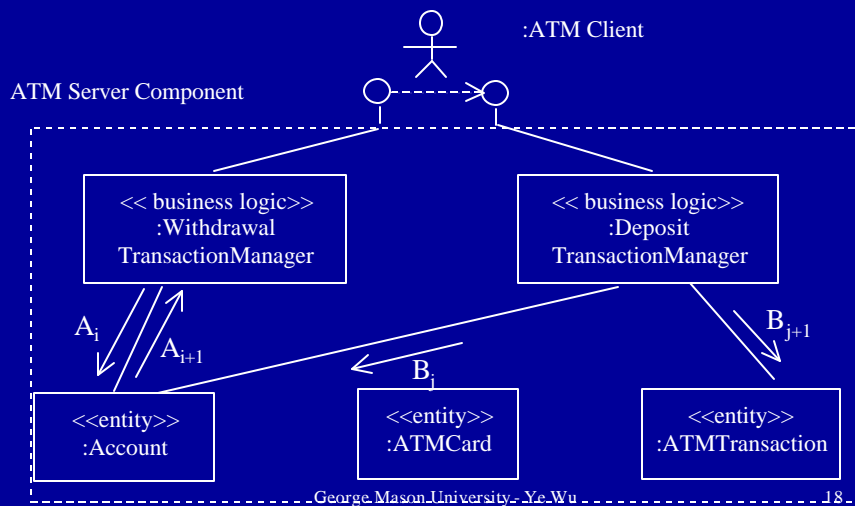 :ATM Client
ATM Server Component
<< business logic>>
:Withdrawal
TransactionManager
<< business logic>>
:Deposit
TransactionManager
Ai
Ai+1
Bj
Bj+1
<<entity>>
:Account
<<entity>>
:ATMCard
<<entity>>
:ATMTransaction
George Mason University - Ye Wu
18